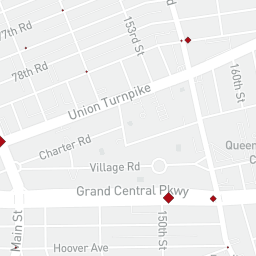 77th Rd
153rd St
78th Rd
160th St
Union Turnpike
Charter Rd
Queen
C
Village Rd
Grand Central Pkwy
Main St
150th St
Hoover Ave